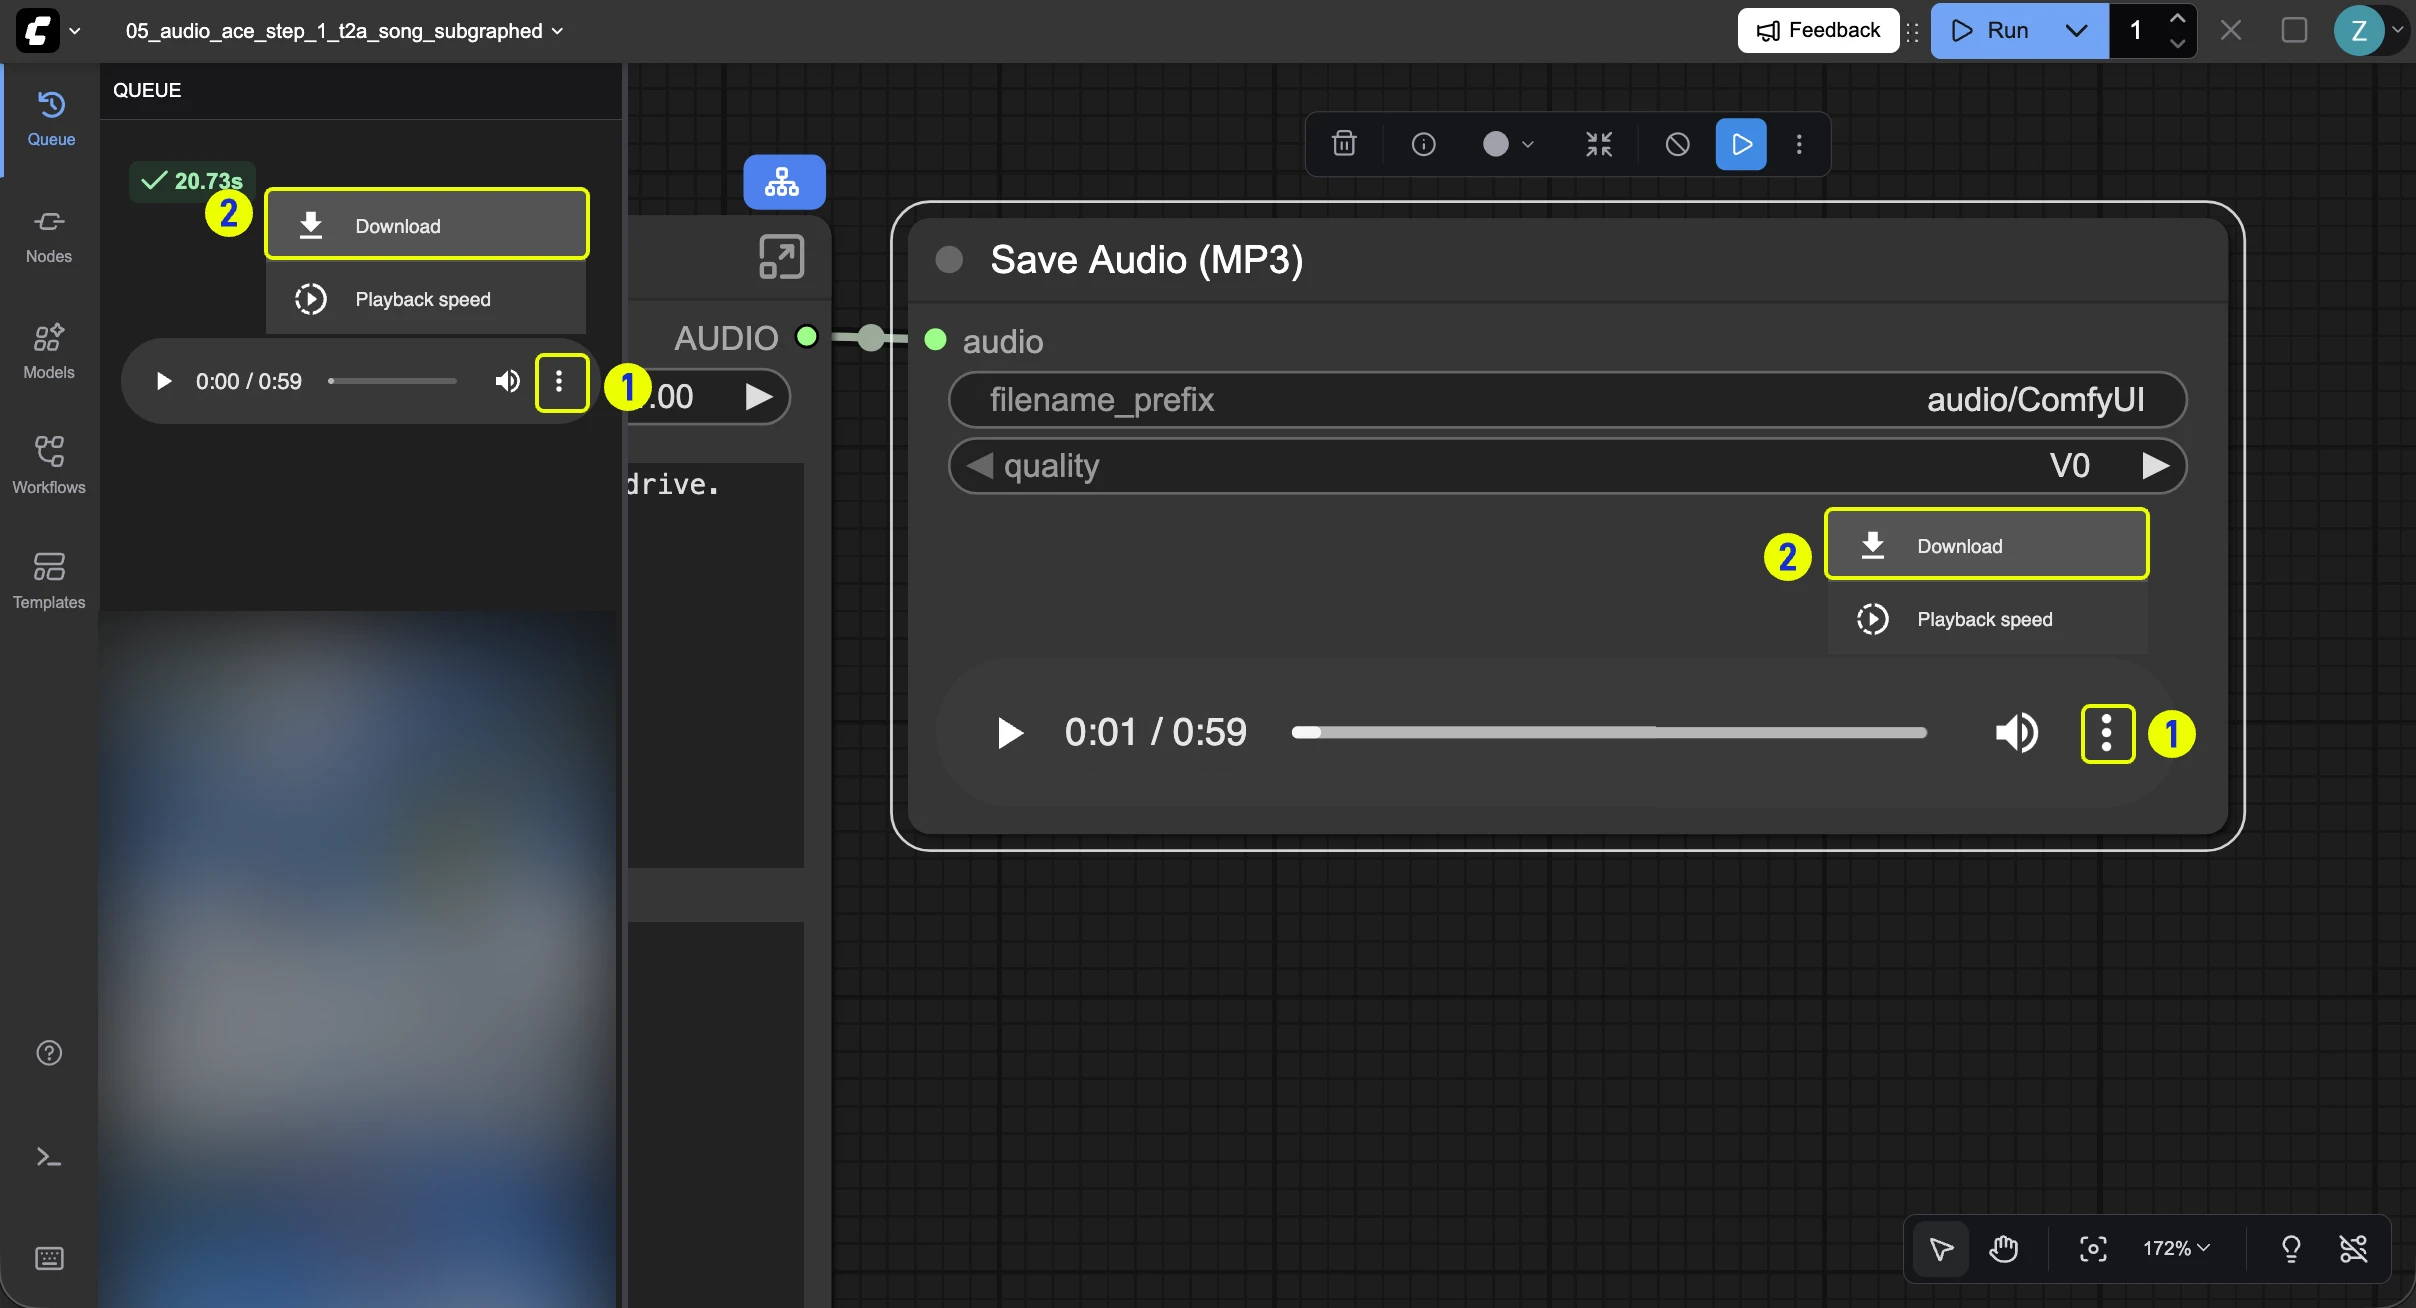 05_audio_ace_step_1_t2a_song_subgraphed
Feedback
Run
1
Z
QUEUE
Queue
Nodes
Models
Workflows
Templates
20.73s
2
Download
Playback speed
0:00 / 0:59
1
AUDIO
.00
drive.
Save Audio (MP3)
audio
filename_prefix audio/ComfyUI
quality V0
2
Download
Playback speed
0:01 / 0:59
1
172%